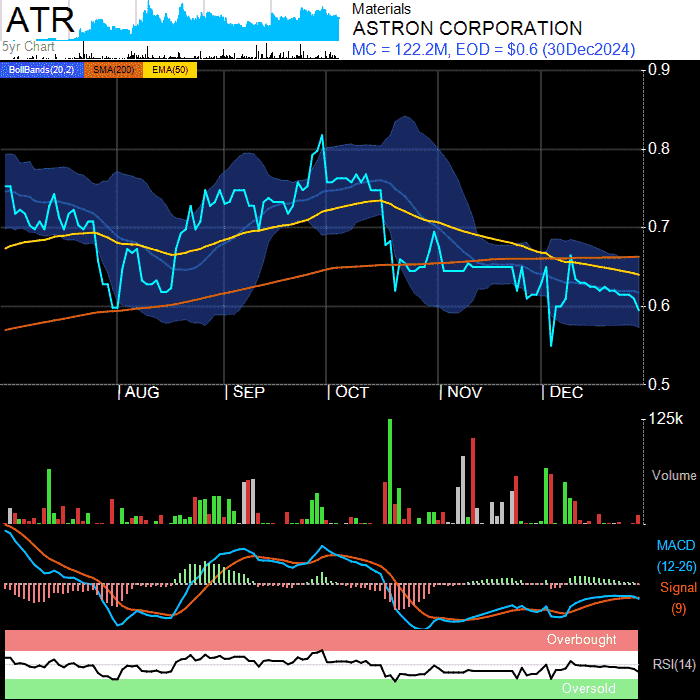 ATR
5yr Chart
Materials
ASTRON CORPORATION
MC = 122.2M, EOD = $0.6 (30Dec2024)
BollBands(20,2) SMA(200) EMA(50)
0.9
0.8
0.7
0.6
0.5
AUG SEP OCT NOV DEC
125k
Volume
MACD
(12-26)
Signal
(9)
Overbought
RSI(14)
Oversold